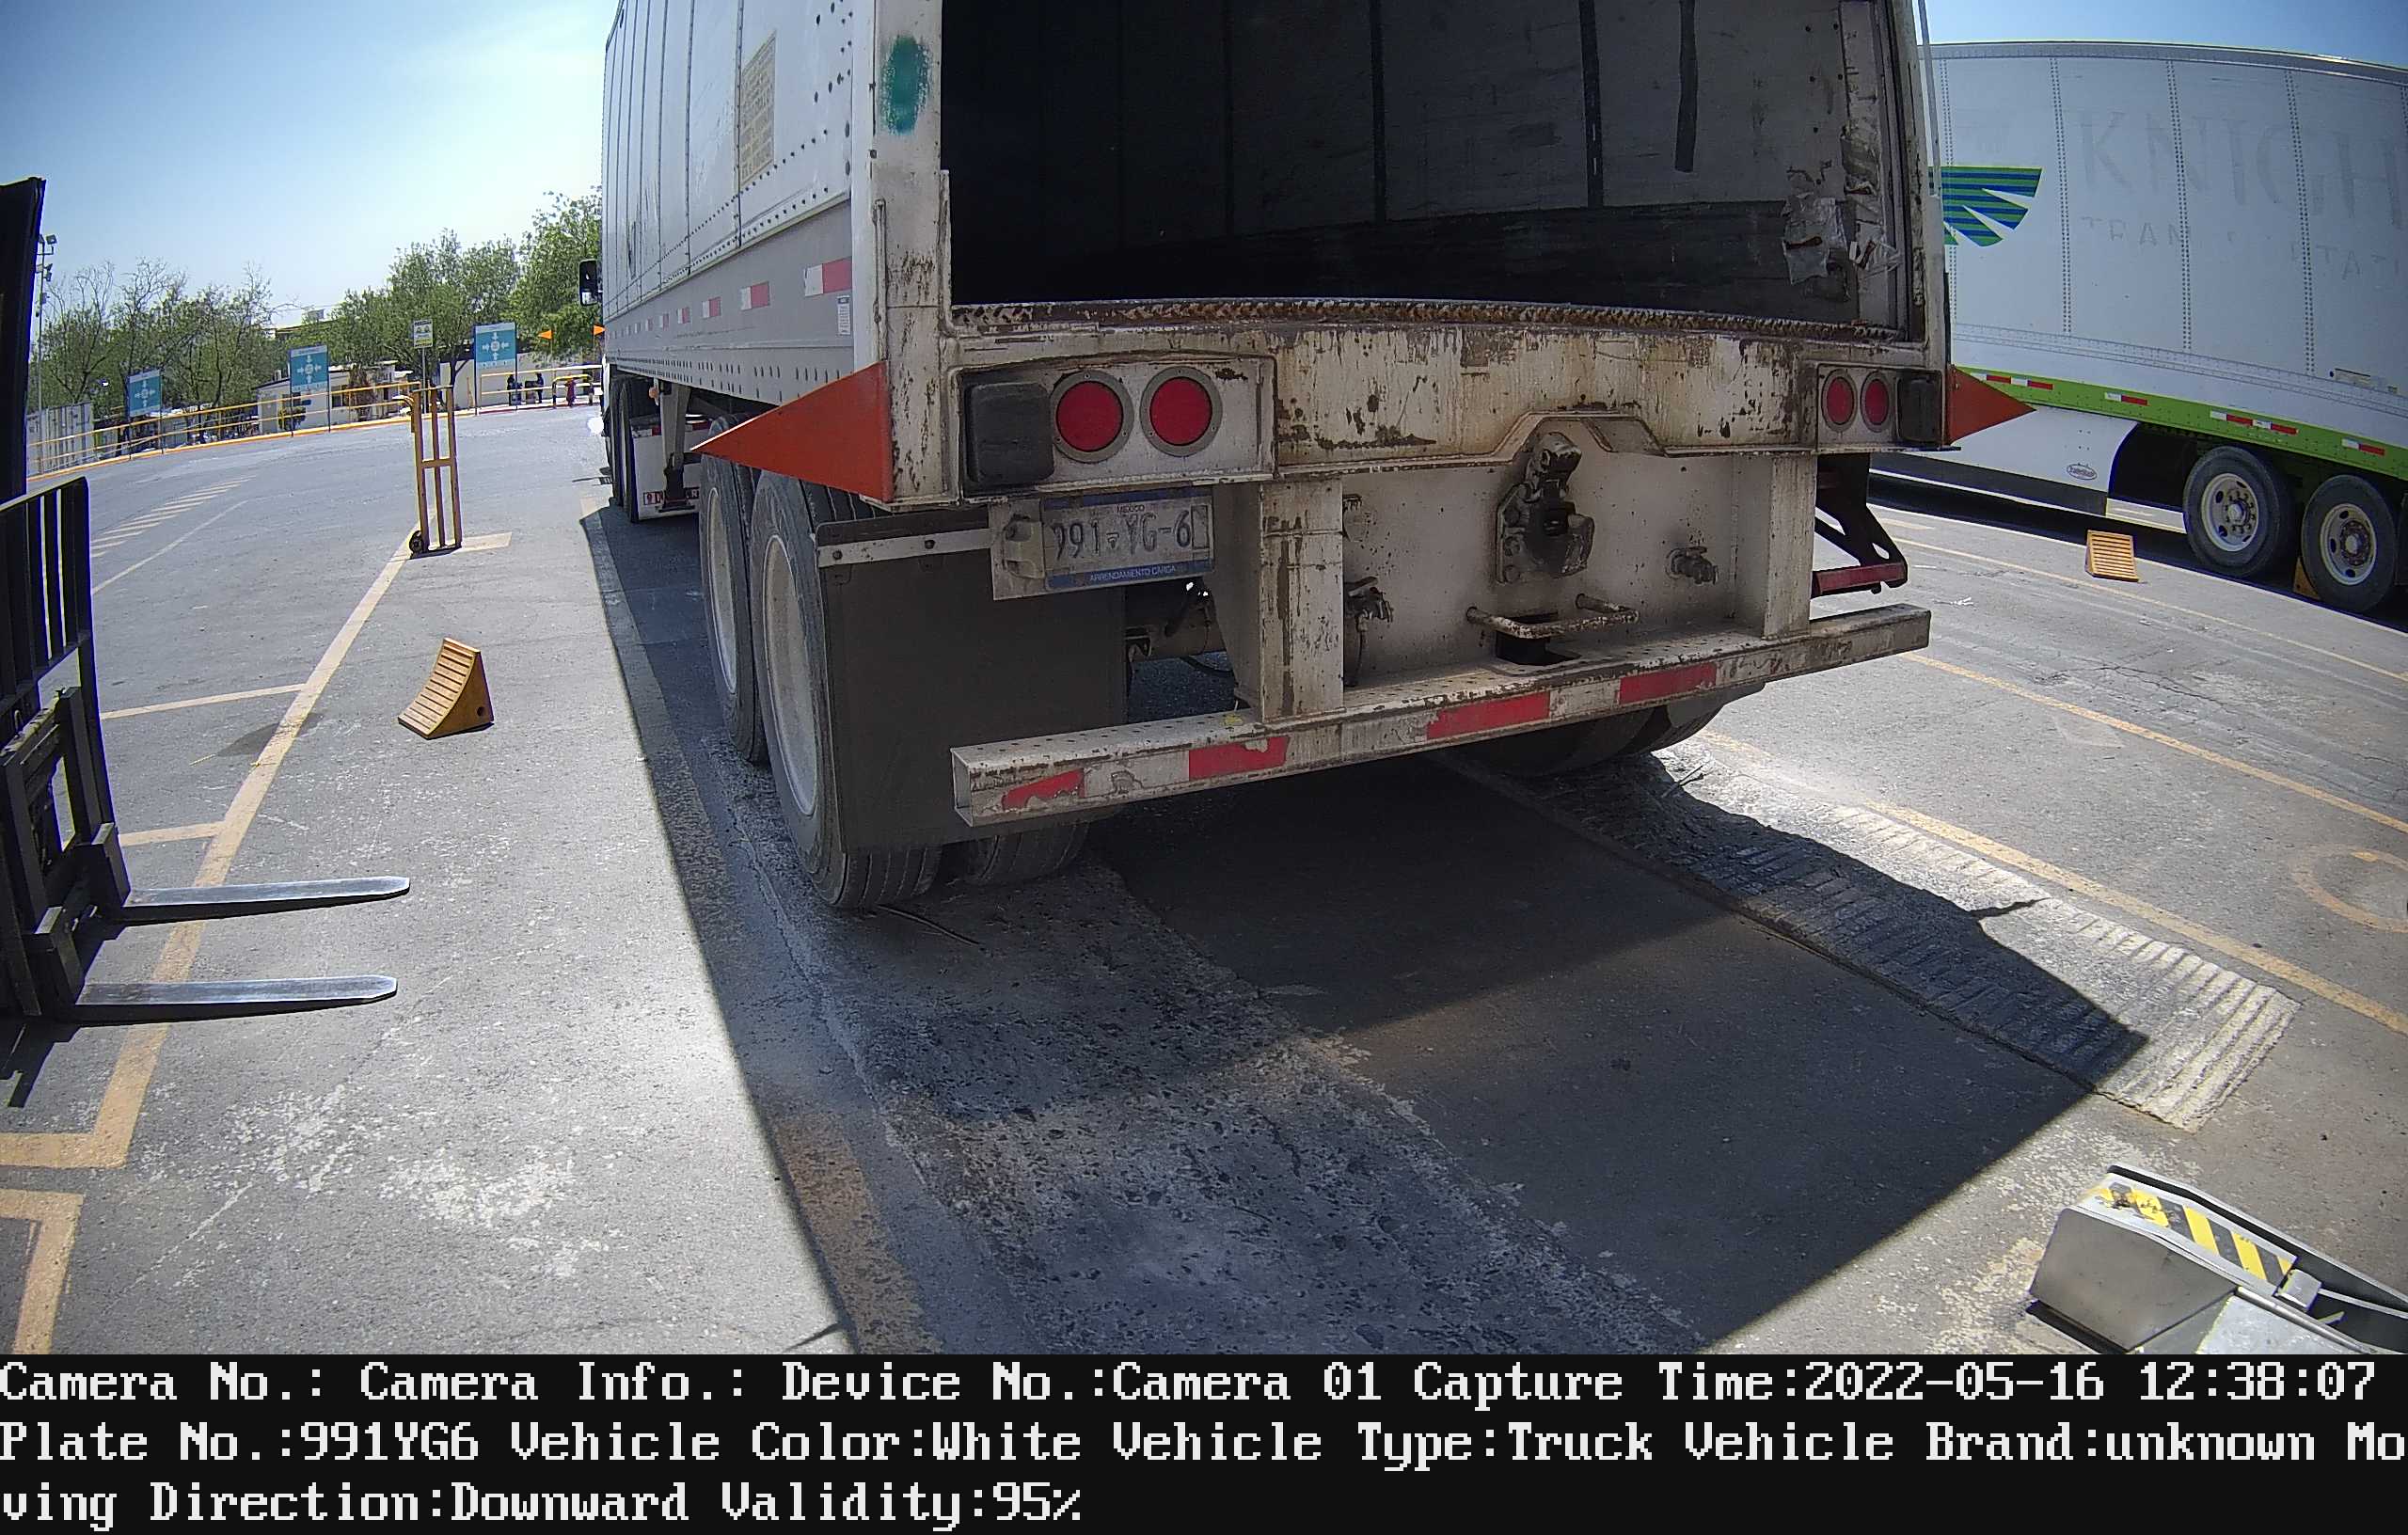 KNIGH
MEXICO
991-YG-6
ARRENDAMIENTO CARGA
Camera No.: Camera Info.: Device No.:Camera 01 Capture Time:2022-05-16 12:38:07
Plate No.:991YG6 Vehicle Color:White Vehicle Type:Truck Vehicle Brand:unknown Mo
ving Direction:Downward Validity:95%